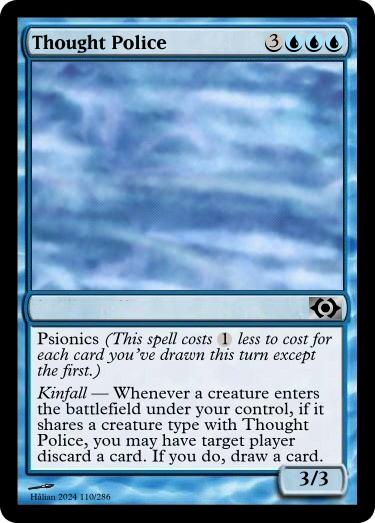 Thought Police 3
Psionics (This spell costs 1 less to cost for
each card you've drawn this turn except
the first.)
Kinfall — Whenever a creature enters
the battlefield under your control, if it
shares a creature type with Thought
Police, you may have target player
discard a card. If you do, draw a card.
3/3
Hálian 2024 110/286